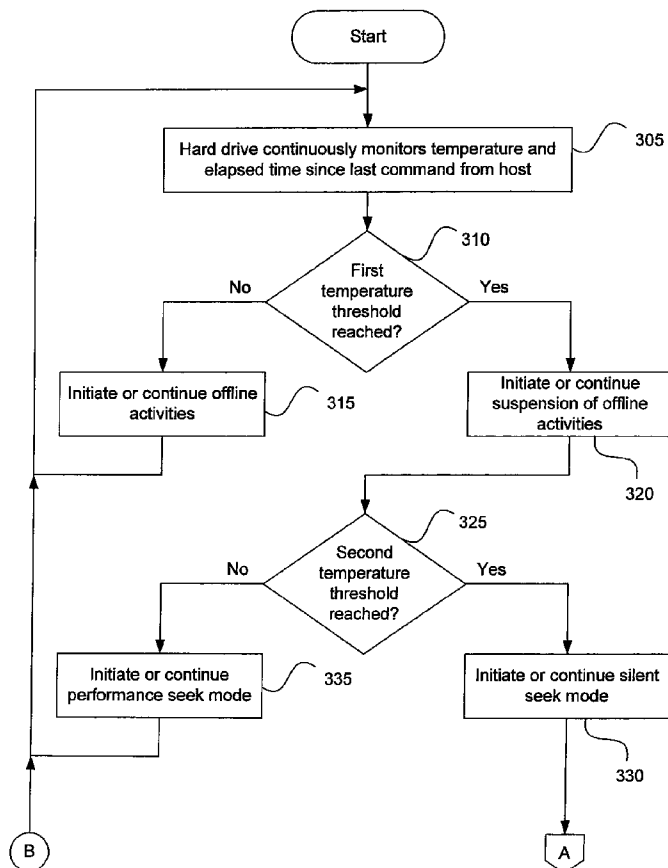 Start
Hard drive continuously monitors temperature and
elapsed time since last command from host
305
310
First
temperature
threshold
reached?
No
Yes
Initiate or continue offline
activities
315
Initiate or continue
suspension of offline
activities
320
325
Second
temperature
threshold
reached?
No
Yes
Initiate or continue
performance seek mode
335
Initiate or continue silent
seek mode
330
B
A